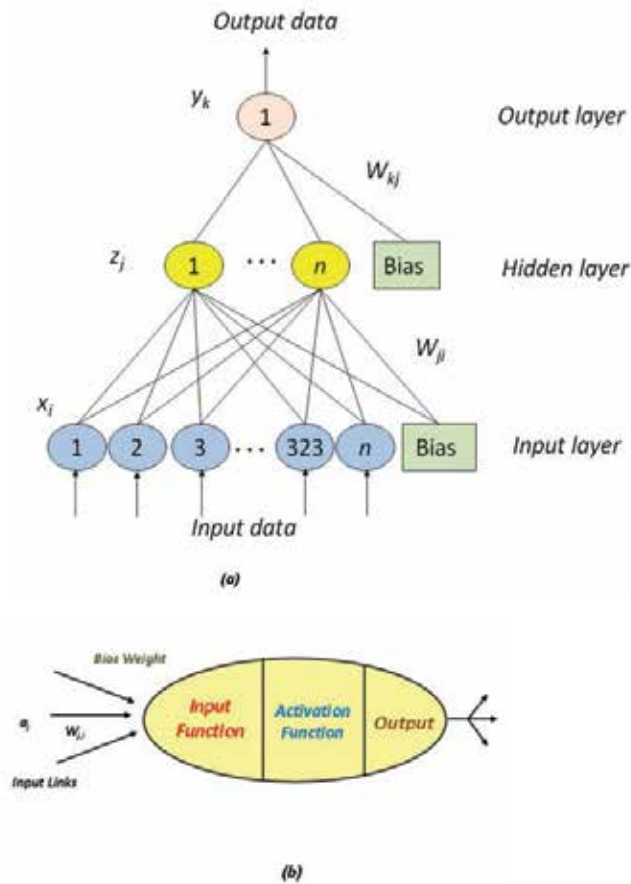 Output data
yk
1
Output layer
Wkj
zj
1
...
n
Bias
Hidden layer
Wji
xi
1
2
3
...
323
n
Bias
Input layer
Input data
(a)
Bias Weight
aj
Wj,i
Input Links
Input
Function
Activation
Function
Output
(b)